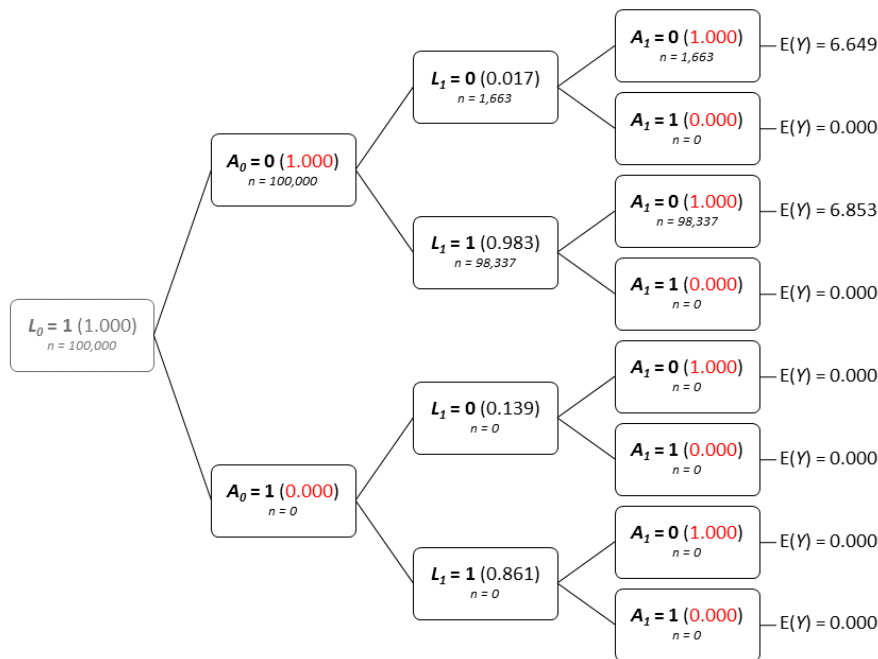 A₁ = 0 (1.000)
n = 1,663
E(Y) = 6.649
L₁ = 0 (0.017)
n = 1,663
A₁ = 1 (0.000)
n = 0
E(Y) = 0.000
A₀ = 0 (1.000)
n = 100,000
A₁ = 0 (1.000)
n = 98,337
E(Y) = 6.853
L₁ = 1 (0.983)
n = 98,337
A₁ = 1 (0.000)
n = 0
E(Y) = 0.000
L₀ = 1 (1.000)
n = 100,000
A₁ = 0 (1.000)
n = 0
E(Y) = 0.000
L₁ = 0 (0.139)
n = 0
A₁ = 1 (0.000)
n = 0
E(Y) = 0.000
A₀ = 1 (0.000)
n = 0
A₁ = 0 (1.000)
n = 0
E(Y) = 0.000
L₁ = 1 (0.861)
n = 0
A₁ = 1 (0.000)
n = 0
E(Y) = 0.000